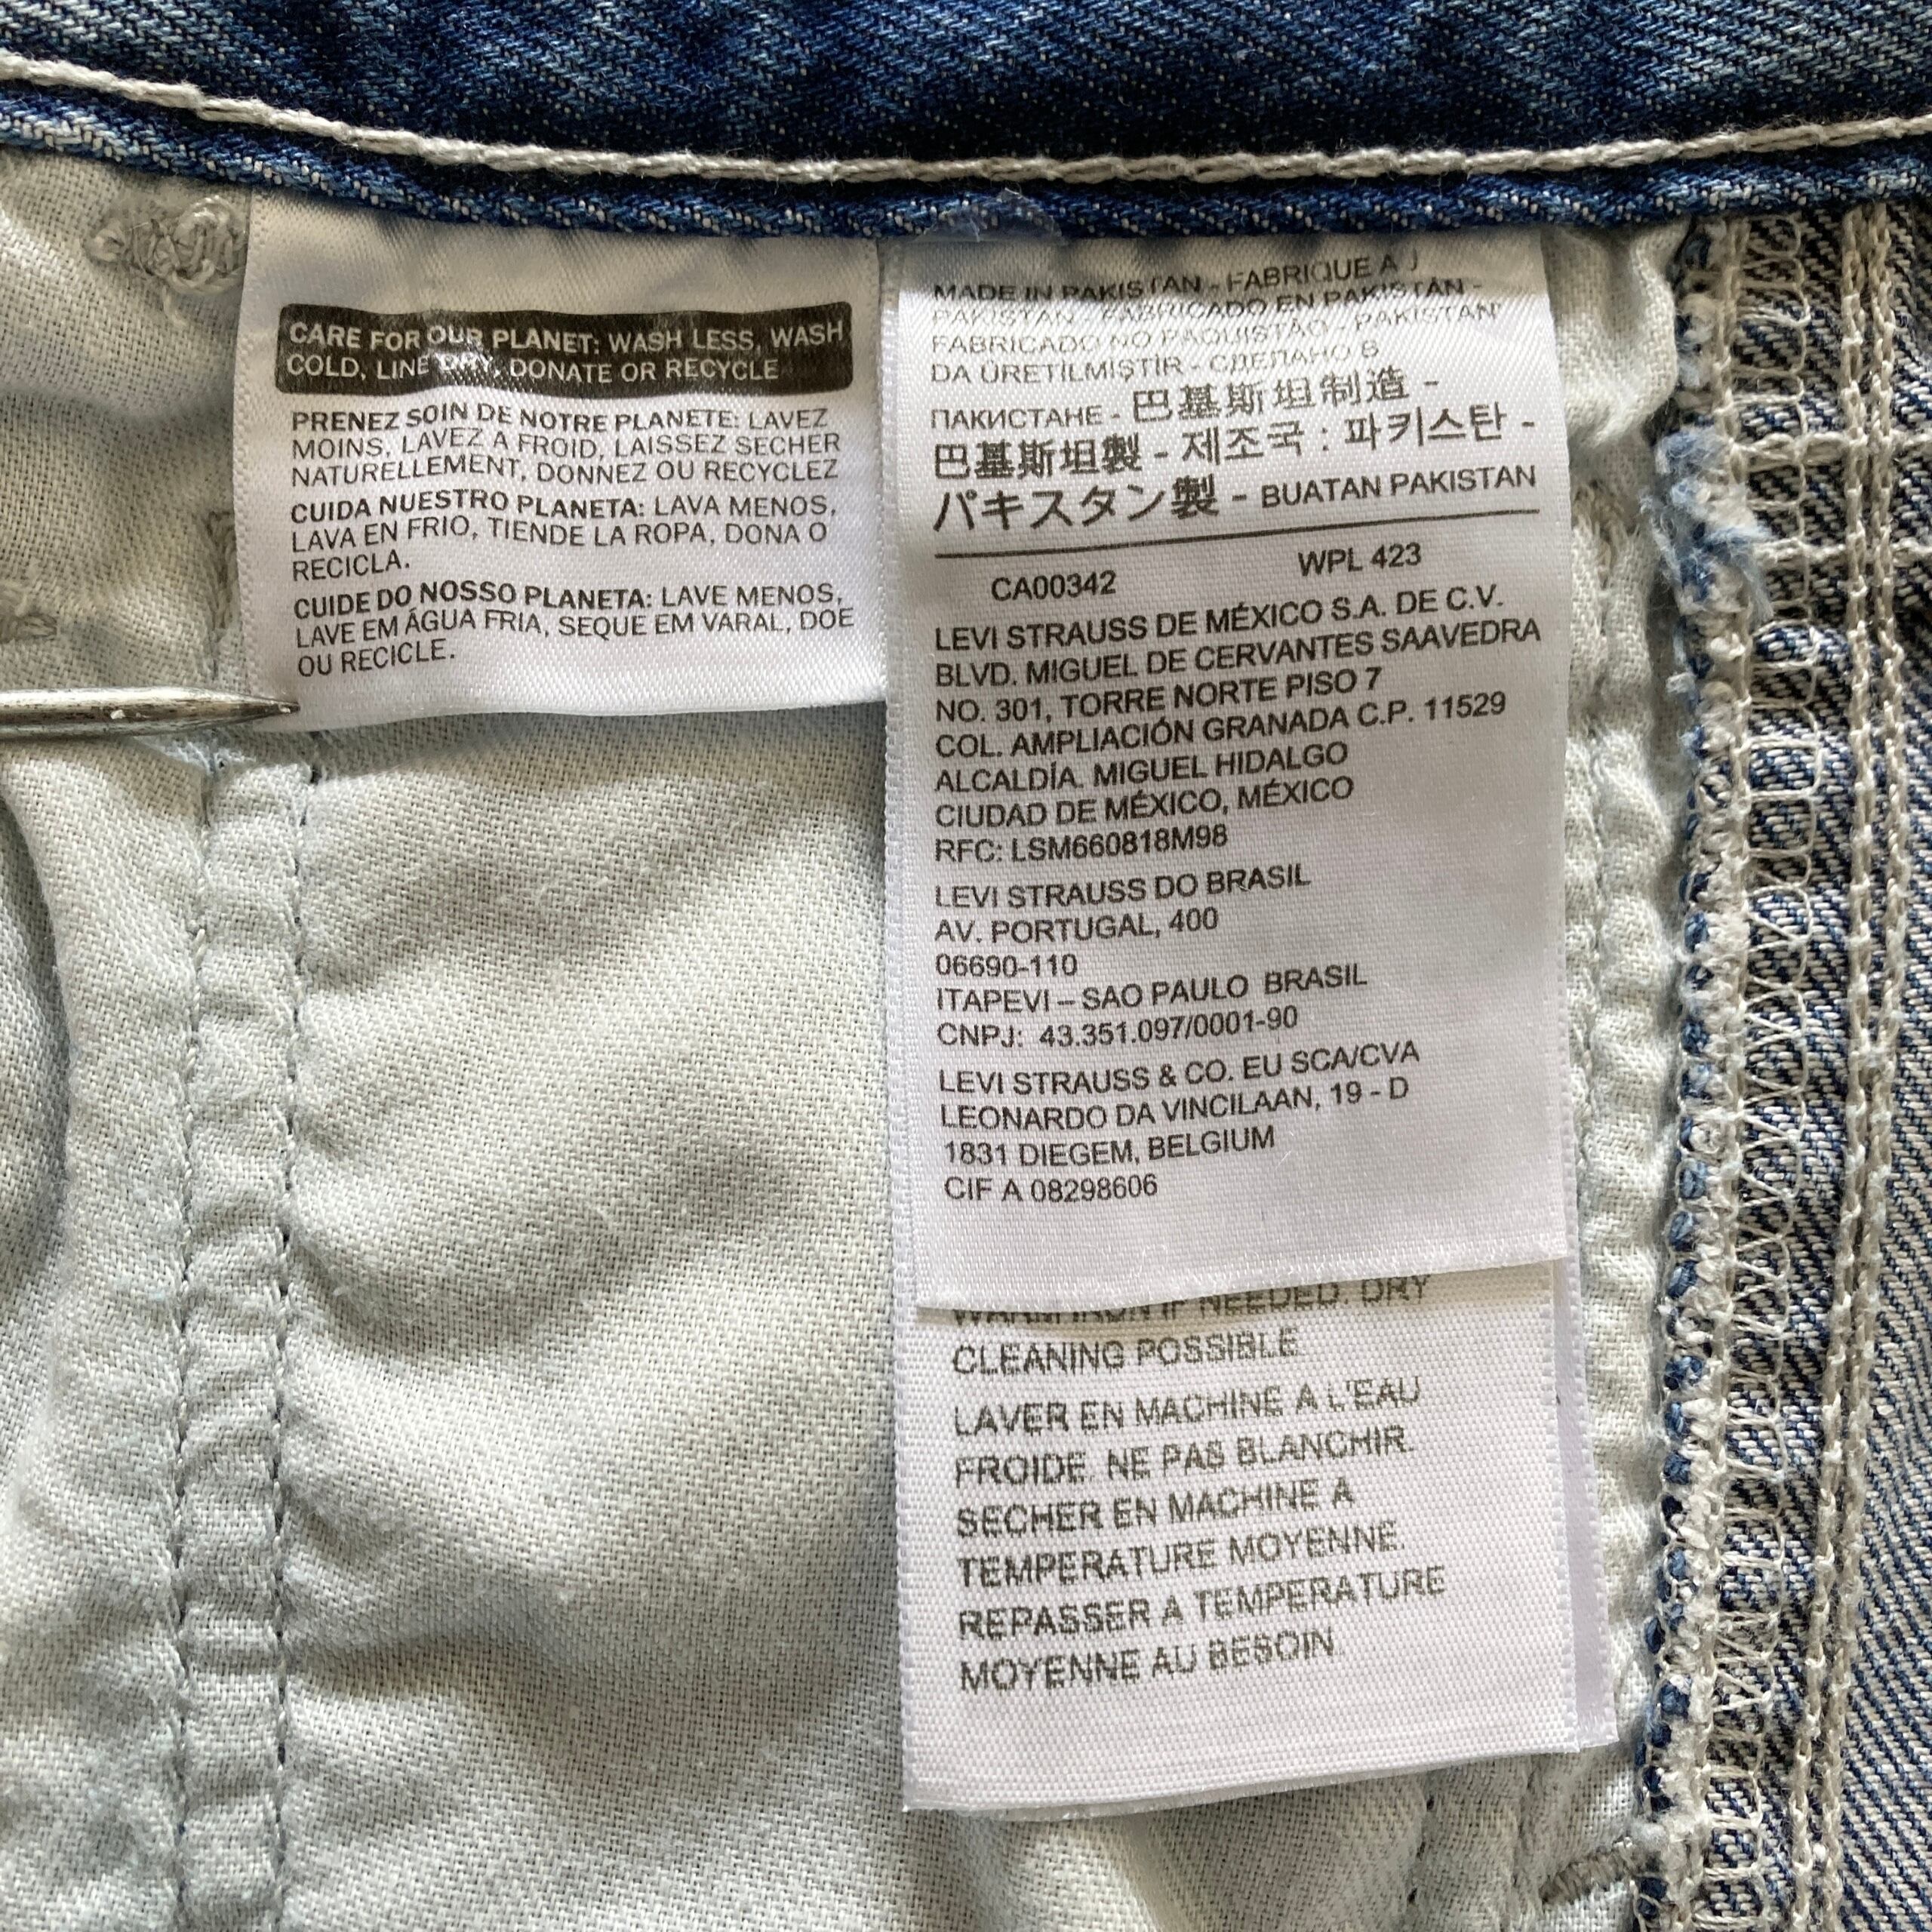 CARE FOR OUR PLANET: WASH LESS, WASH
COLD, LINE DRY, DONATE OR RECYCLE
PRENEZ SOIN DE NOTRE PLANETE: LAVEZ
MOINS, LAVEZ A FROID, LAISSEZ SECHER
NATURELLEMENT, DONNEZ OU RECYCLEZ
CUIDA NUESTRO PLANETA: LAVA MENOS,
LAVA EN FRIO, TIENDE LA ROPA, DONA O
RECICLA.
CUIDE DO NOSSO PLANETA: LAVE MENOS,
LAVE EM ÁGUA FRIA, SEQUE EM VARAL, DOE
OU RECICLE.
MADE IN PAKISTAN - FABRIQUE A U
PAKISTAN - FABRICADO EN PAKISTÁN -
FABRICADO NO PAQUISTÃO - PAKISTAN'
DA ÜRETİLMİŞTİR - СДЕЛАНО В
ПАКИСТАНЕ - 巴基斯坦制造 -
巴基斯坦製 - 제조국 : 파키스탄 -
パキスタン製 - BUATAN PAKISTAN
CA00342 WPL 423
LEVI STRAUSS DE MÉXICO S.A. DE C.V.
BLVD. MIGUEL DE CERVANTES SAAVEDRA
NO. 301, TORRE NORTE PISO 7
COL. AMPLIACIÓN GRANADA C.P. 11529
ALCALDÍA. MIGUEL HIDALGO
CIUDAD DE MÉXICO, MÉXICO
RFC: LSM660818M98
LEVI STRAUSS DO BRASIL
AV. PORTUGAL, 400
06690-110
ITAPEVI – SAO PAULO BRASIL
CNPJ: 43.351.097/0001-90
LEVI STRAUSS & CO. EU SCA/CVA
LEONARDO DA VINCILAAN, 19 - D
1831 DIEGEM, BELGIUM
CIF A 08298606
WARM IRON IF NEEDED. DRY
CLEANING POSSIBLE.
LAVER EN MACHINE A L'EAU
FROIDE. NE PAS BLANCHIR.
SECHER EN MACHINE A
TEMPERATURE MOYENNE.
REPASSER A TEMPERATURE
MOYENNE AU BESOIN.